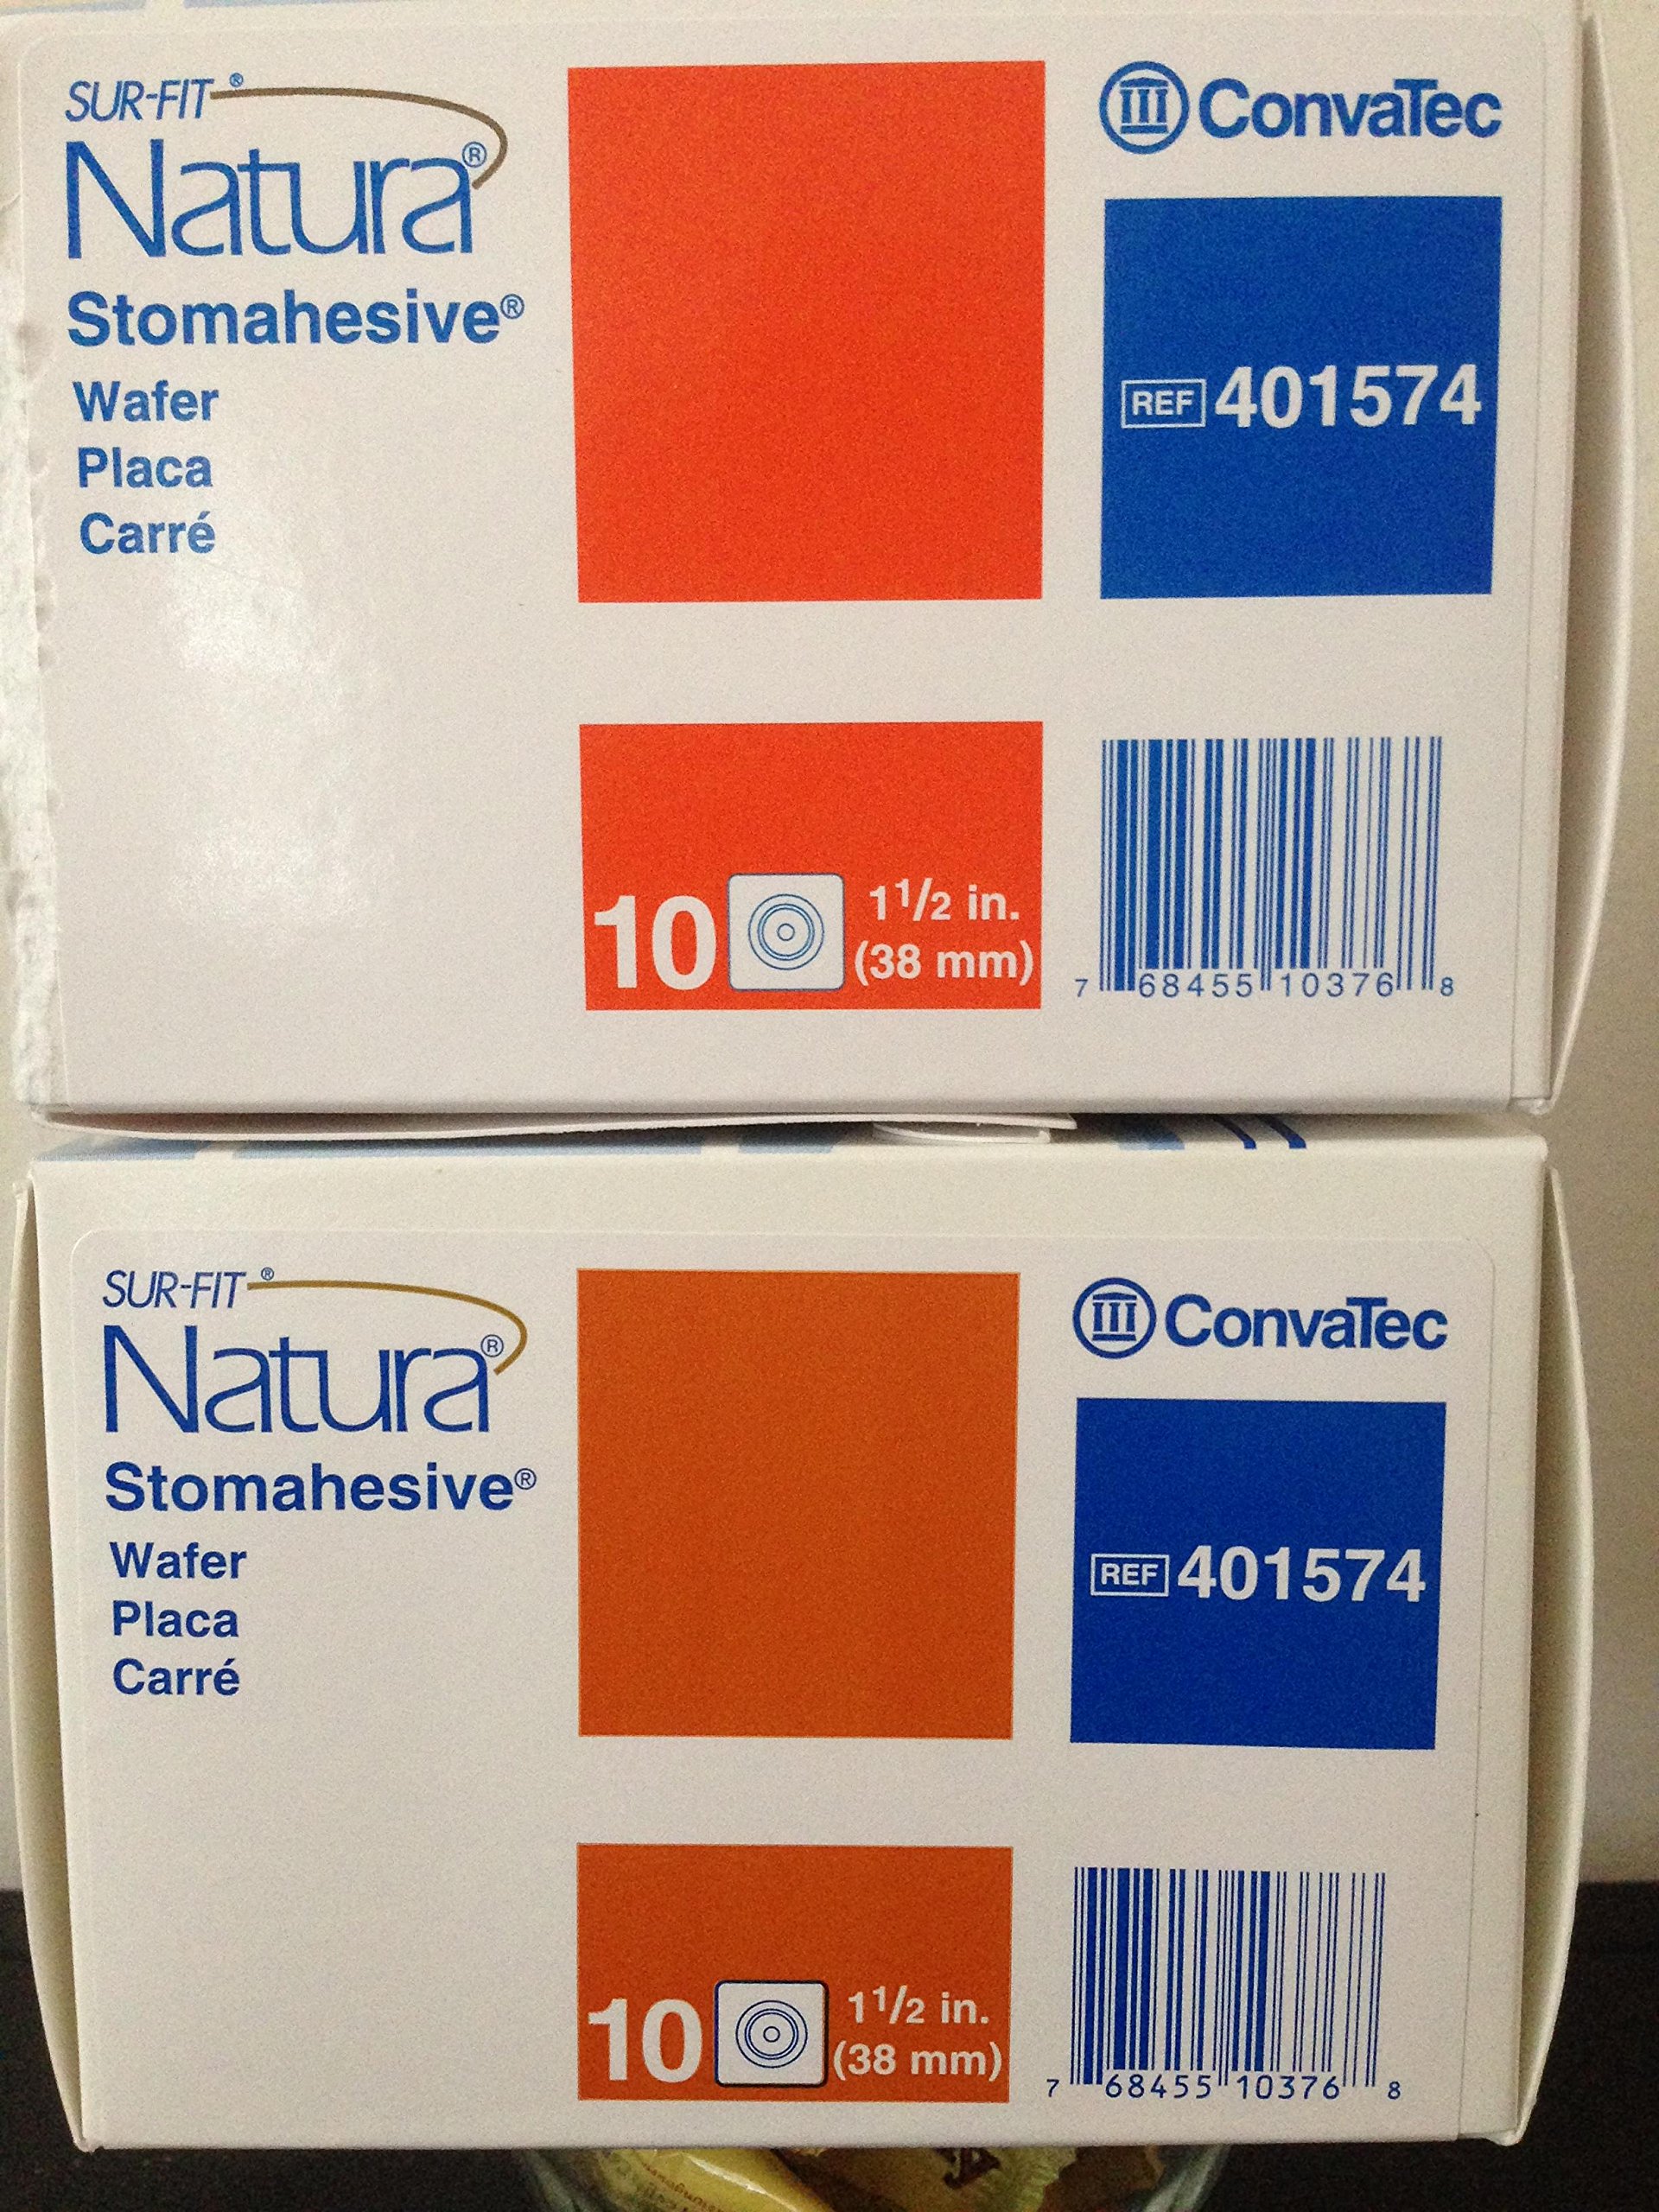 SUR-FIT®
Natura®
Stomahesive®
Wafer
Placa
Carré
ConvaTec
REF 401574
10 1 1/2 in.
(38 mm)
7 68455 10376 8
SUR-FIT®
Natura®
Stomahesive®
Wafer
Placa
Carré
ConvaTec
REF 401574
10 1 1/2 in.
(38 mm)
7 68455 10376 8